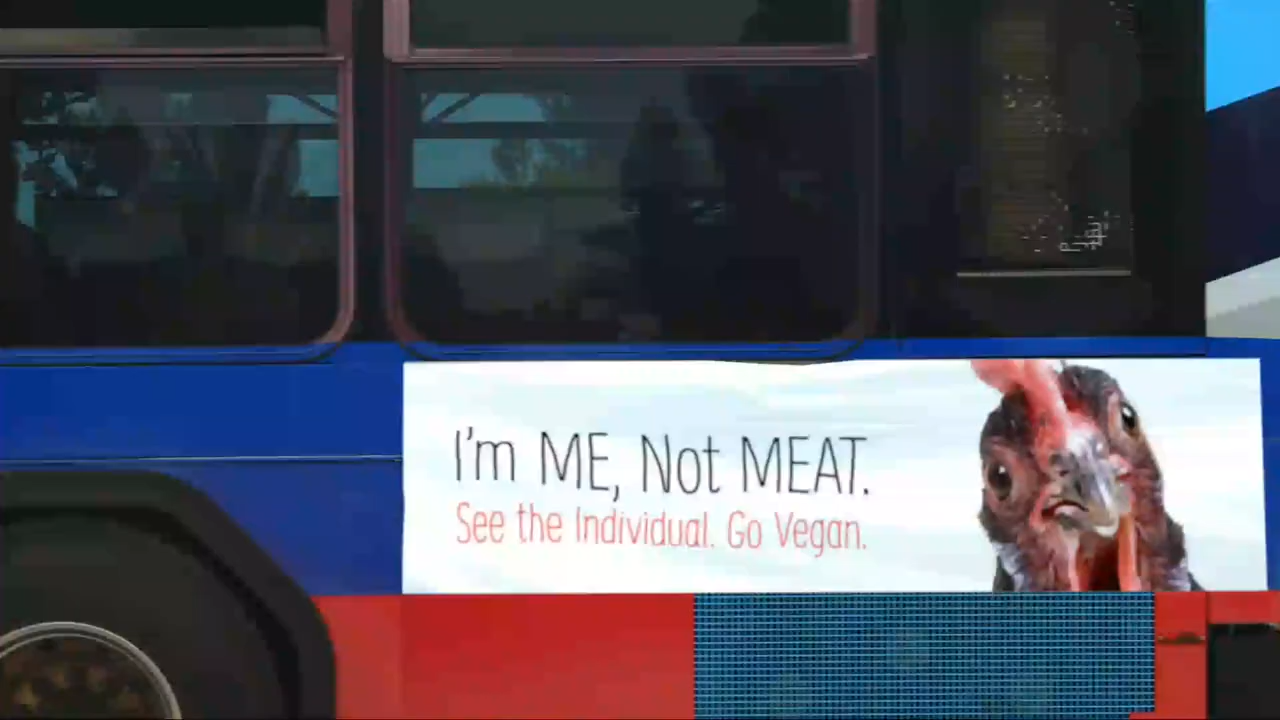 I'm ME, Not MEAT.
See the Individual. Go Vegan.